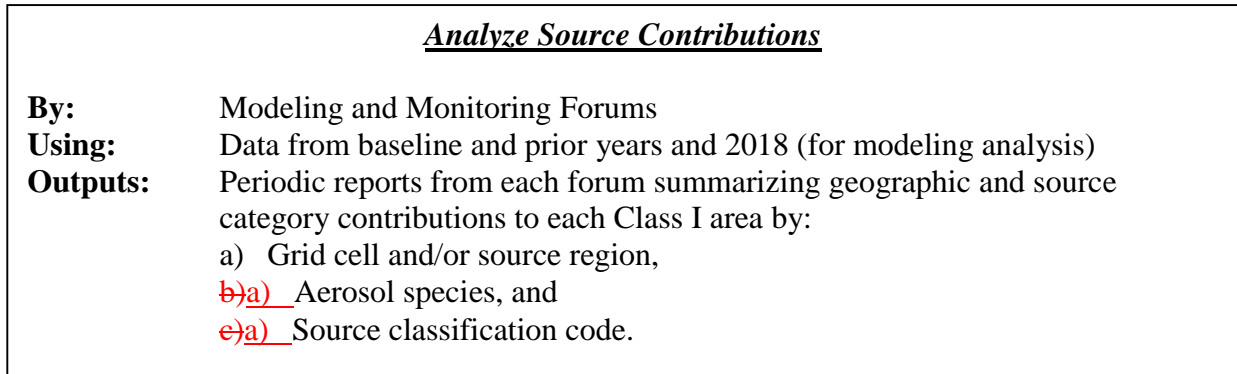 Analyze Source Contributions
By: Modeling and Monitoring Forums
Using: Data from baseline and prior years and 2018 (for modeling analysis)
Outputs: Periodic reports from each forum summarizing geographic and source
category contributions to each Class I area by:
a) Grid cell and/or source region,
b)a) Aerosol species, and
c)a) Source classification code.